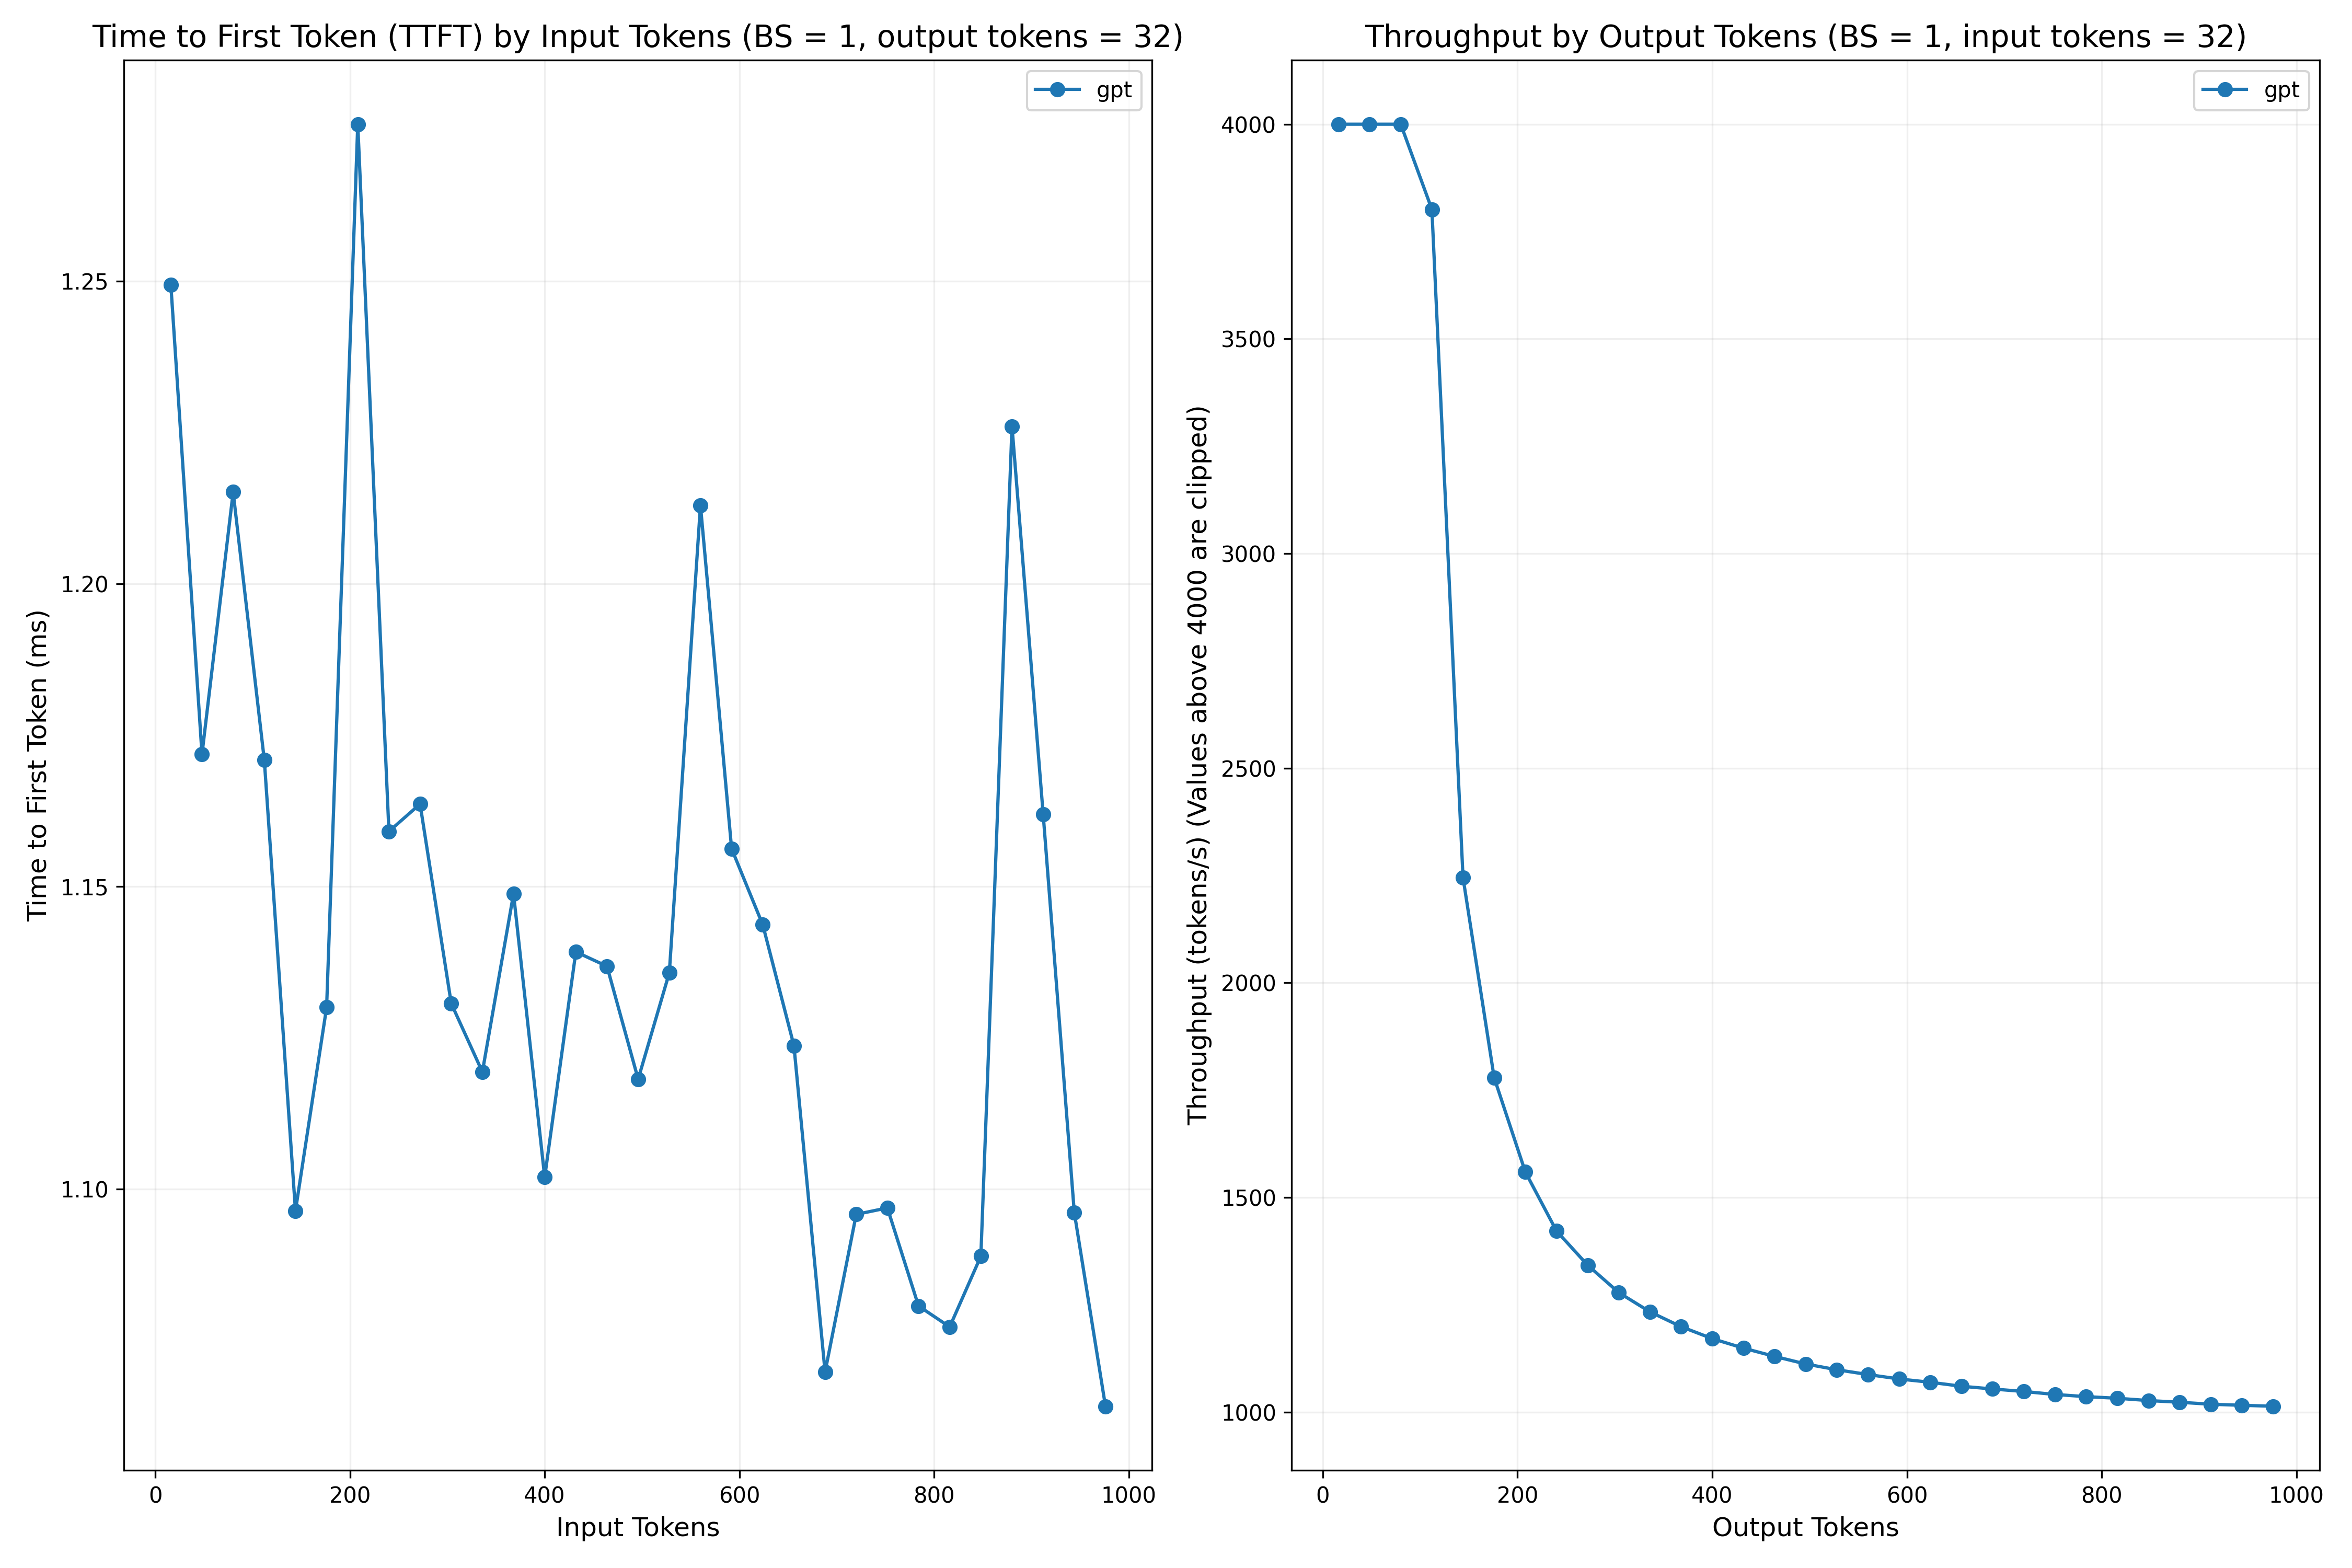 Time to First Token (TTFT) by Input Tokens (BS = 1, output tokens = 32)
gpt
1.25
1.20
1.15
1.10
Time to First Token (ms)
0
200
400
600
800
1000
Input Tokens
Throughput by Output Tokens (BS = 1, input tokens = 32)
gpt
4000
3500
3000
2500
2000
1500
1000
Throughput (tokens/s) (Values above 4000 are clipped)
0
200
400
600
800
1000
Output Tokens